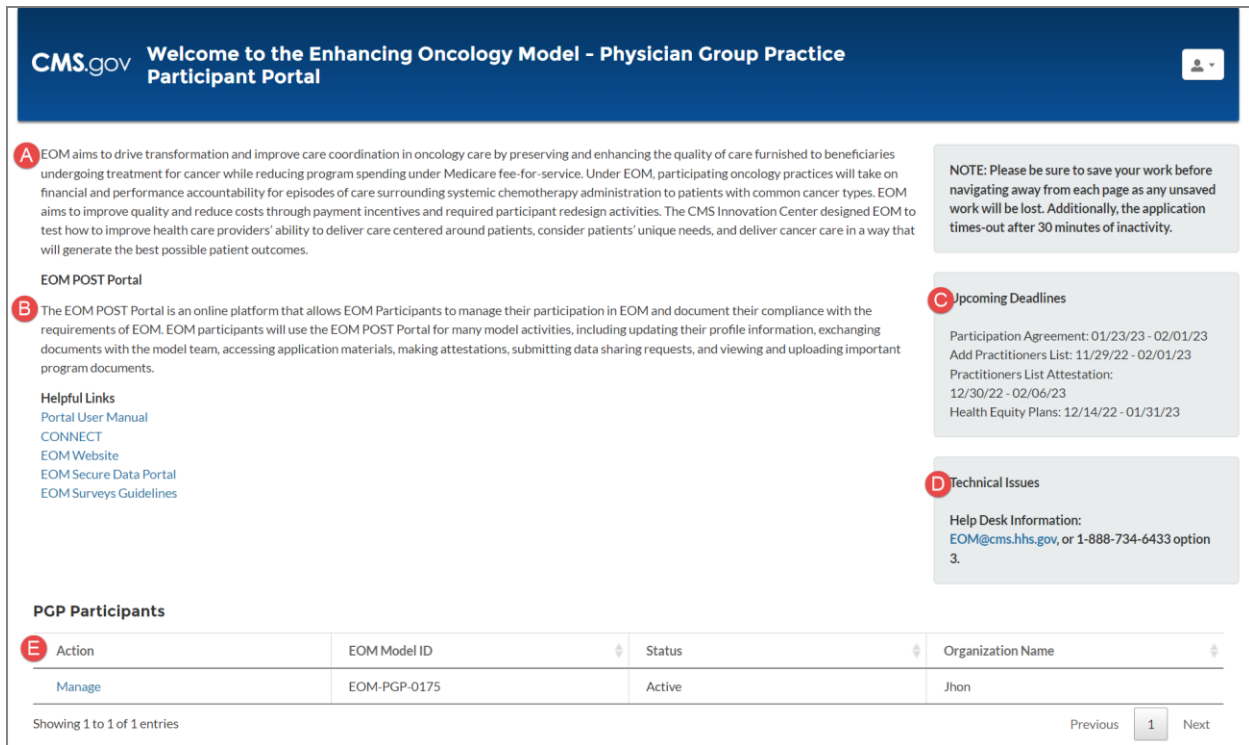 CMS.gov
Welcome to the Enhancing Oncology Model - Physician Group Practice
Participant Portal
A
EOM aims to drive transformation and improve care coordination in oncology care by preserving and enhancing the quality of care furnished to beneficiaries
undergoing treatment for cancer while reducing program spending under Medicare fee-for-service. Under EOM, participating oncology practices will take on
financial and performance accountability for episodes of care surrounding systemic chemotherapy administration to patients with common cancer types. EOM
aims to improve quality and reduce costs through payment incentives and required participant redesign activities. The CMS Innovation Center designed EOM to
test how to improve health care providers' ability to deliver care centered around patients, consider patients' unique needs, and deliver cancer care in a way that
will generate the best possible patient outcomes.
EOM POST Portal
B
The EOM POST Portal is an online platform that allows EOM Participants to manage their participation in EOM and document their compliance with the
requirements of EOM. EOM participants will use the EOM POST Portal for many model activities, including updating their profile information, exchanging
documents with the model team, accessing application materials, making attestations, submitting data sharing requests, and viewing and uploading important
program documents.
Helpful Links
Portal User Manual
CONNECT
EOM Website
EOM Secure Data Portal
EOM Surveys Guidelines
NOTE: Please be sure to save your work before
navigating away from each page as any unsaved
work will be lost. Additionally, the application
times-out after 30 minutes of inactivity.
C
Upcoming Deadlines
Participation Agreement: 01/23/23 - 02/01/23
Add Practitioners List: 11/29/22 - 02/01/23
Practitioners List Attestation:
12/30/22 - 02/06/23
Health Equity Plans: 12/14/22 - 01/31/23
D
Technical Issues
Help Desk Information:
EOM@cms.hhs.gov, or 1-888-734-6433 option
3.
PGP Participants
E
Action EOM Model ID Status Organization Name
Manage EOM-PGP-0175 Active Jhon
Showing 1 to 1 of 1 entries Previous 1 Next